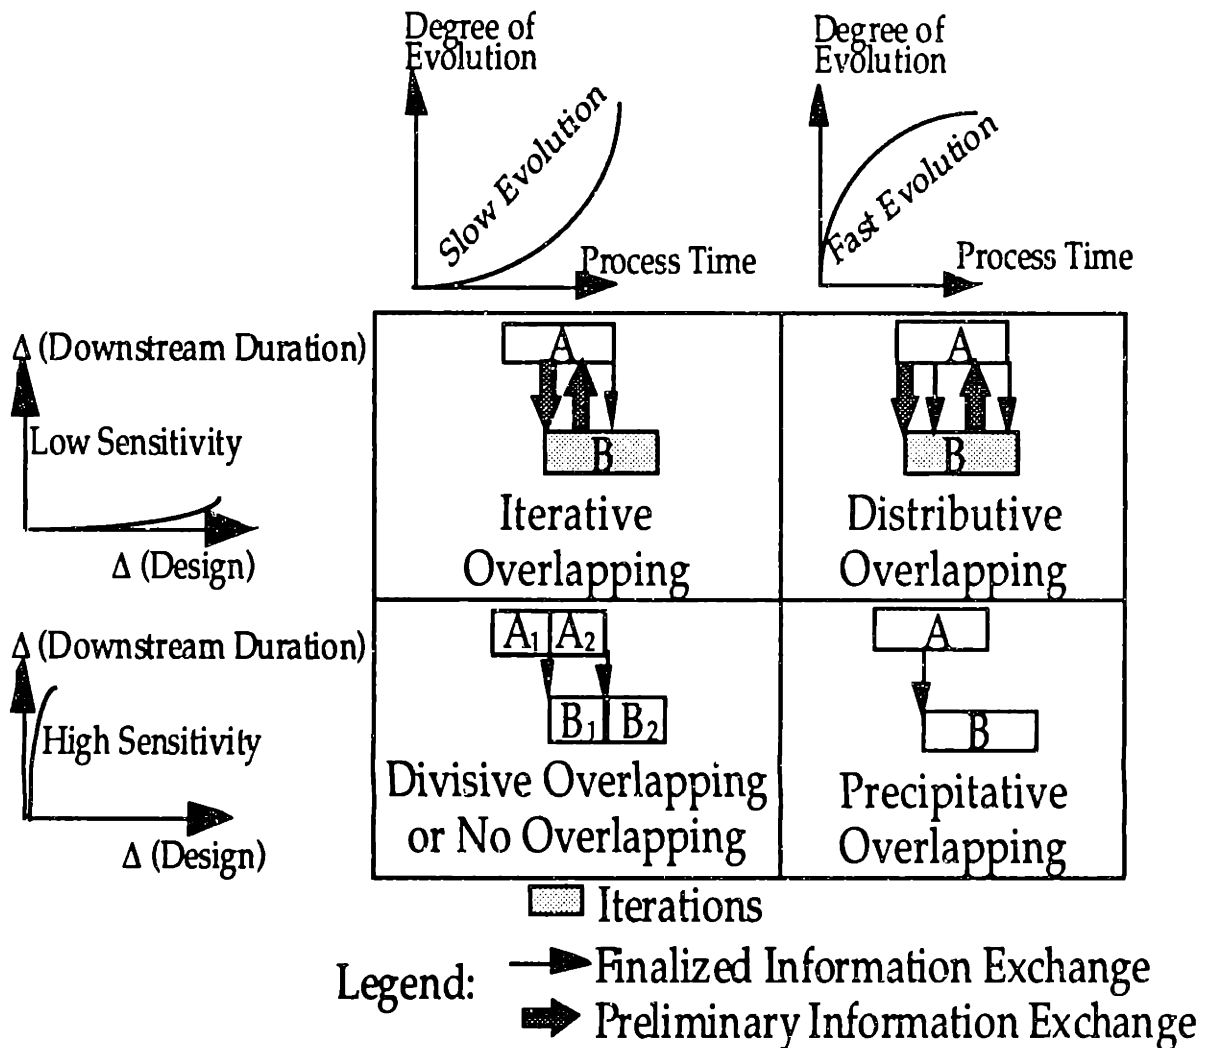 Degree of
Evolution
Slow Evolution
Process Time
Degree of
Evolution
Fast Evolution
Process Time
Δ (Downstream Duration)
Low Sensitivity
Δ (Design)
A
B
Iterative
Overlapping
A
B
Distributive
Overlapping
Δ (Downstream Duration)
High Sensitivity
Δ (Design)
A1 A2
B1 B2
Divisive Overlapping
or No Overlapping
A
B
Precipitative
Overlapping
Iterations
Legend:
Finalized Information Exchange
Preliminary Information Exchange